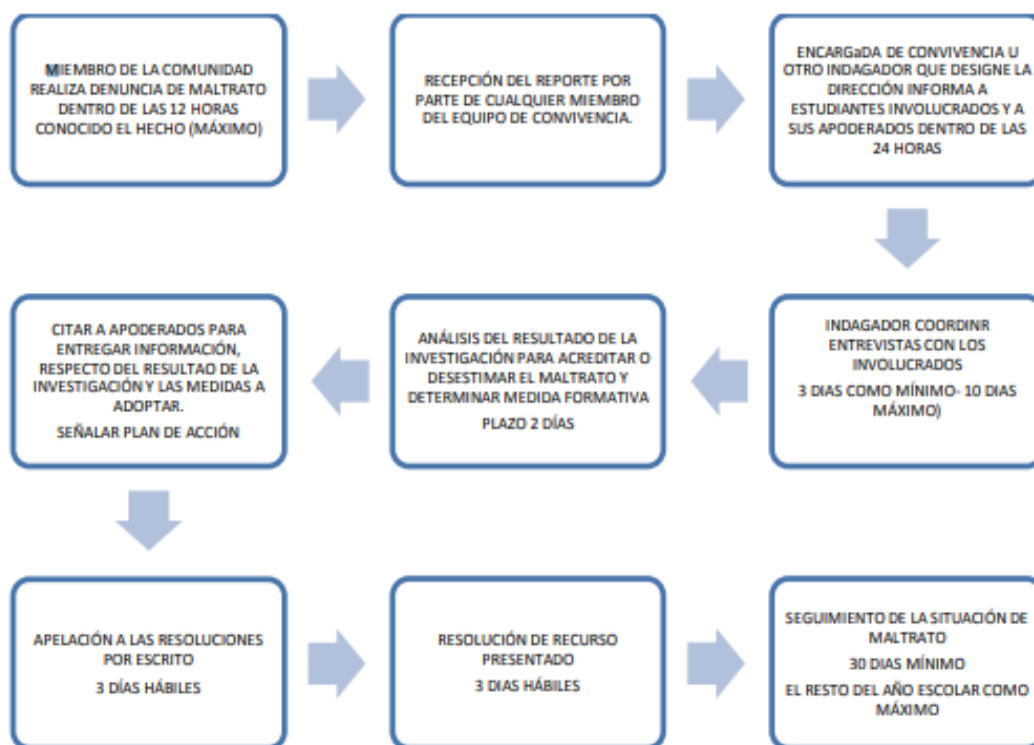 MIEMBRO DE LA COMUNIDAD
REALIZA DENUNCIA DE MALTRATO
DENTRO DE LAS 12 HORAS
CONOCIDO EL HECHO (MÁXIMO)
RECEPCIÓN DEL REPORTE POR
PARTE DE CUALQUIER MIEMBRO
DEL EQUIPO DE CONVIVENCIA.
ENCARGaDA DE CONVIVENCIA U
OTRO INDAGADOR QUE DESIGNE LA
DIRECCIÓN INFORMA A
ESTUDIANTES INVOLUCRADOS Y A
SUS APODERADOS DENTRO DE LAS
24 HORAS
INDAGADOR COORDINR
ENTREVISTAS CON LOS
INVOLUCRADOS
3 DIAS COMO MÍNIMO- 10 DIAS
MÁXIMO)
ANÁLISIS DEL RESULTADO DE LA
INVESTIGACIÓN PARA ACREDITAR O
DESESTIMAR EL MALTRATO Y
DETERMINAR MEDIDA FORMATIVA
PLAZO 2 DÍAS
CITAR A APODERADOS PARA
ENTREGAR INFORMACIÓN,
RESPECTO DEL RESULTAO DE LA
INVESTIGACIÓN Y LAS MEDIDAS A
ADOPTAR.
SEÑALAR PLAN DE ACCIÓN
APELACIÓN A LAS RESOLUCIONES
POR ESCRITO
3 DÍAS HÁBILES
RESOLUCIÓN DE RECURSO
PRESENTADO
3 DIAS HÁBILES
SEGUIMIENTO DE LA SITUACIÓN DE
MALTRATO
30 DIAS MÍNIMO
EL RESTO DEL AÑO ESCOLAR COMO
MÁXIMO